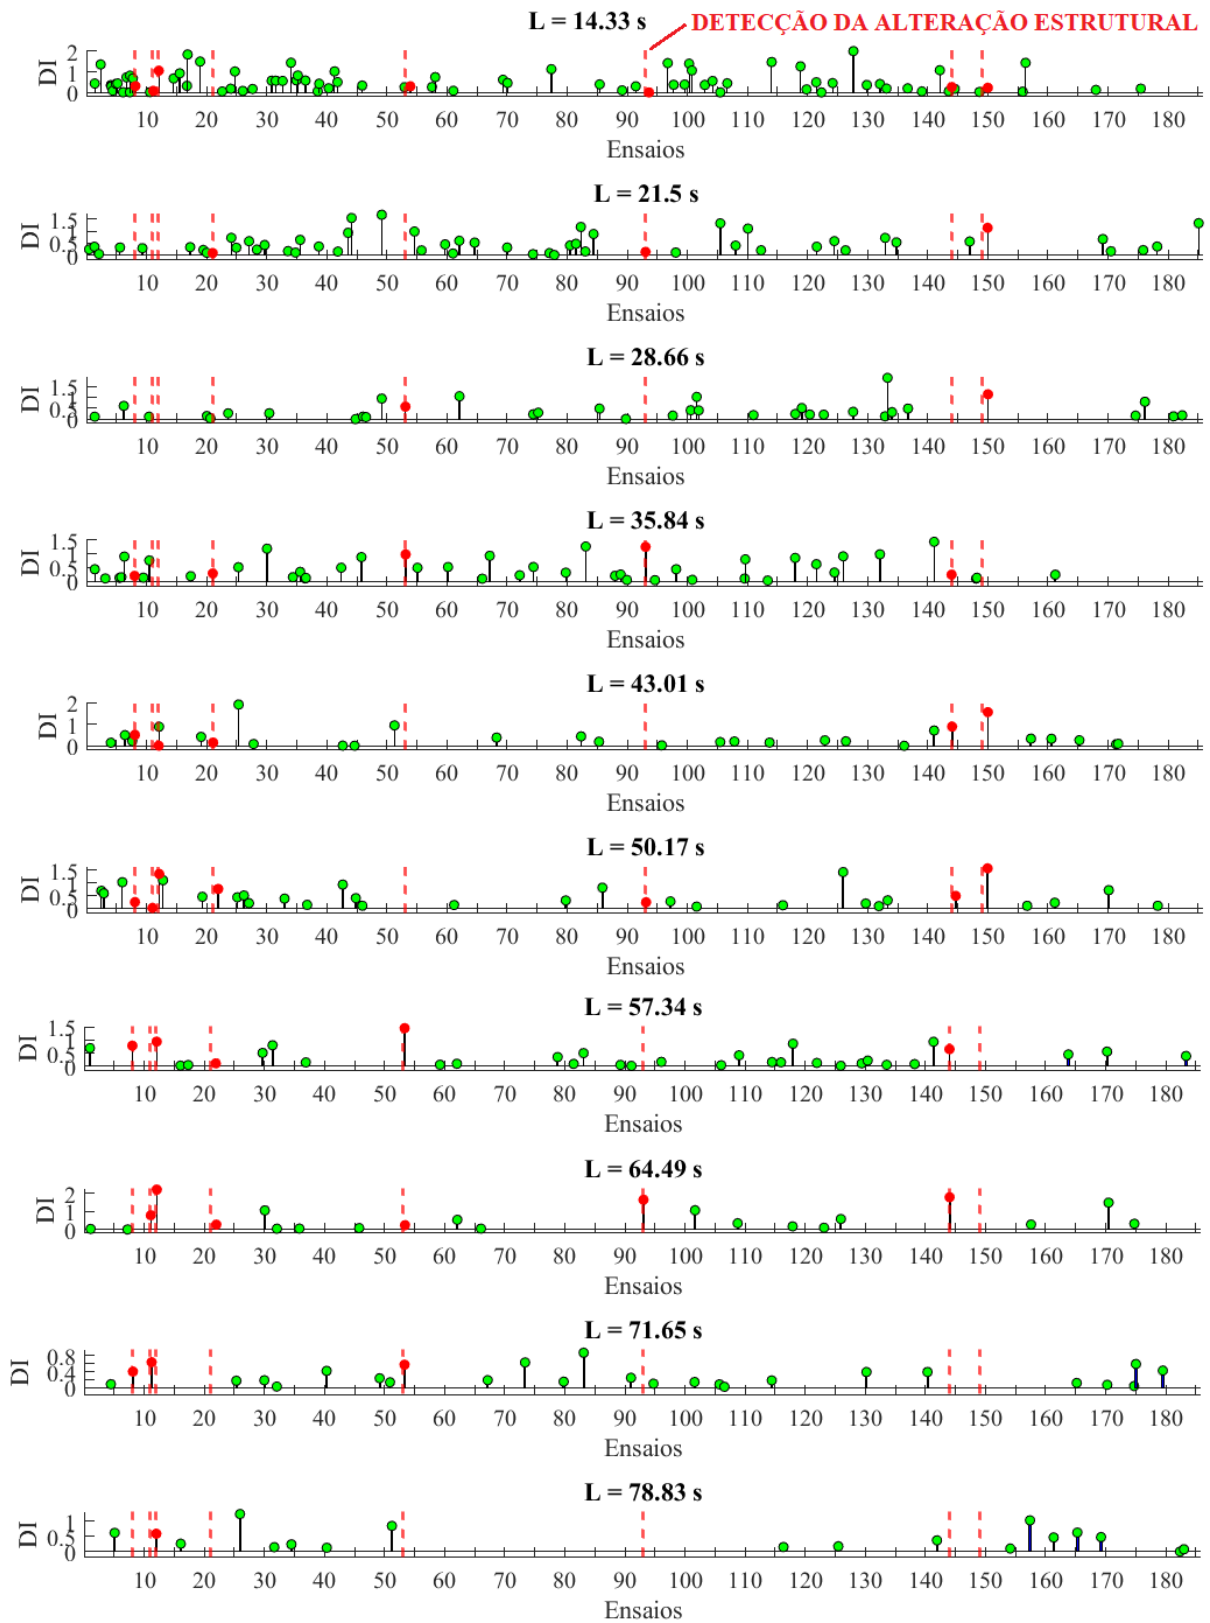 L = 14.33 s
DETECÇÃO DA ALTERAÇÃO ESTRUTURAL
DI
2
1
0
10 20 30 40 50 60 70 80 90 100 110 120 130 140 150 160 170 180
Ensaios
L = 21.5 s
DI
1.5
1
0.5
0
10 20 30 40 50 60 70 80 90 100 110 120 130 140 150 160 170 180
Ensaios
L = 28.66 s
DI
1.5
1
0.5
0
10 20 30 40 50 60 70 80 90 100 110 120 130 140 150 160 170 180
Ensaios
L = 35.84 s
DI
1.5
1
0.5
0
10 20 30 40 50 60 70 80 90 100 110 120 130 140 150 160 170 180
Ensaios
L = 43.01 s
DI
2
1
0
10 20 30 40 50 60 70 80 90 100 110 120 130 140 150 160 170 180
Ensaios
L = 50.17 s
DI
1.5
1
0.5
0
10 20 30 40 50 60 70 80 90 100 110 120 130 140 150 160 170 180
Ensaios
L = 57.34 s
DI
1.5
1
0.5
0
10 20 30 40 50 60 70 80 90 100 110 120 130 140 150 160 170 180
Ensaios
L = 64.49 s
DI
2
1
0
10 20 30 40 50 60 70 80 90 100 110 120 130 140 150 160 170 180
Ensaios
L = 71.65 s
DI
0.8
0.4
0
10 20 30 40 50 60 70 80 90 100 110 120 130 140 150 160 170 180
Ensaios
L = 78.83 s
DI
1
0.5
0
10 20 30 40 50 60 70 80 90 100 110 120 130 140 150 160 170 180
Ensaios